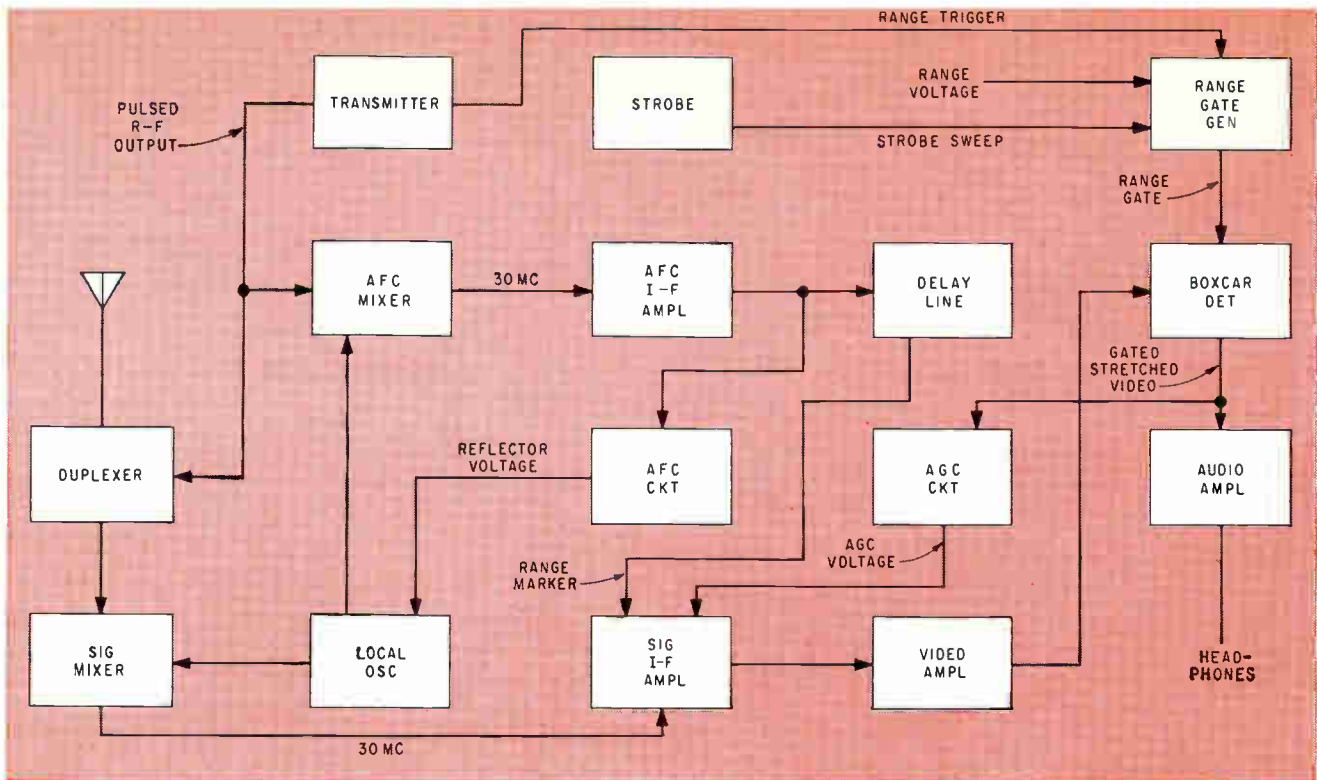 RANGE TRIGGER
TRANSMITTER
STROBE
RANGE
VOLTAGE
RANGE
GATE
GEN
PULSED
R-F
OUTPUT
STROBE SWEEP
RANGE
GATE
AFC
MIXER
30 MC
AFC
I-F
AMPL
DELAY
LINE
BOXCAR
DET
GATED
STRETCHED
VIDEO
DUPLEXER
REFLECTOR
VOLTAGE
AFC
CKT
AGC
CKT
AUDIO
AMPL
RANGE
MARKER
AGC
VOLTAGE
SIG
MIXER
LOCAL
OSC
SIG
I-F
AMPL
VIDEO
AMPL
HEAD-
PHONES
30 MC